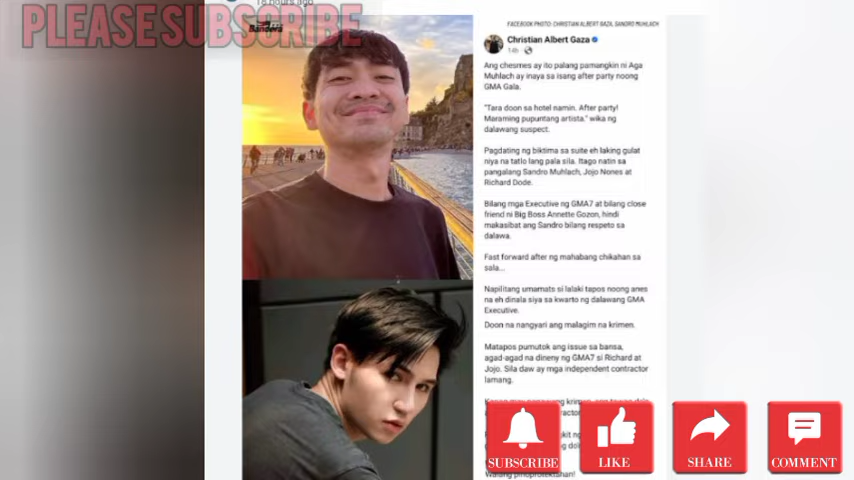 18 hours ago
PLEASE SUBSCRIBE
Bandera
FACEBOOK PHOTO: CHRISTIAN ALBERT GAZA, SANDRO MUHLACH
Christian Albert Gaza
14h
Ang chesmes ay ito palang pamangkin ni Aga
Muhlach ay inaya sa isang after party noong
GMA Gala.
"Tara doon sa hotel namin. After party!
Maraming pupuntang artista." wika ng
dalawang suspect.
Pagdating ng biktima sa suite eh laking gulat
niya na tatlo lang pala sila. Itago natin sa
pangalang Sandro Muhlach, Jojo Nones at
Richard Dode.
Bilang mga Executive ng GMA7 at bilang close
friend ni Big Boss Annette Gozon, hindi
makasibat ang Sandro bilang respeto sa
dalawa.
Fast forward after ng mahabang chikahan sa
sala...
Napilitang umamats si lalaki tapos noong anes
na eh dinala siya sa kwarto ng dalawang GMA
Executive.
Doon na nangyari ang malagim na krimen.
Matapos pumutok ang issue sa bansa,
agad-agad na dineny ng GMA7 si Richard at
Jojo. Sila daw ay mga independent contractor
lamang.
SUBSCRIBE
LIKE
SHARE
COMMENT